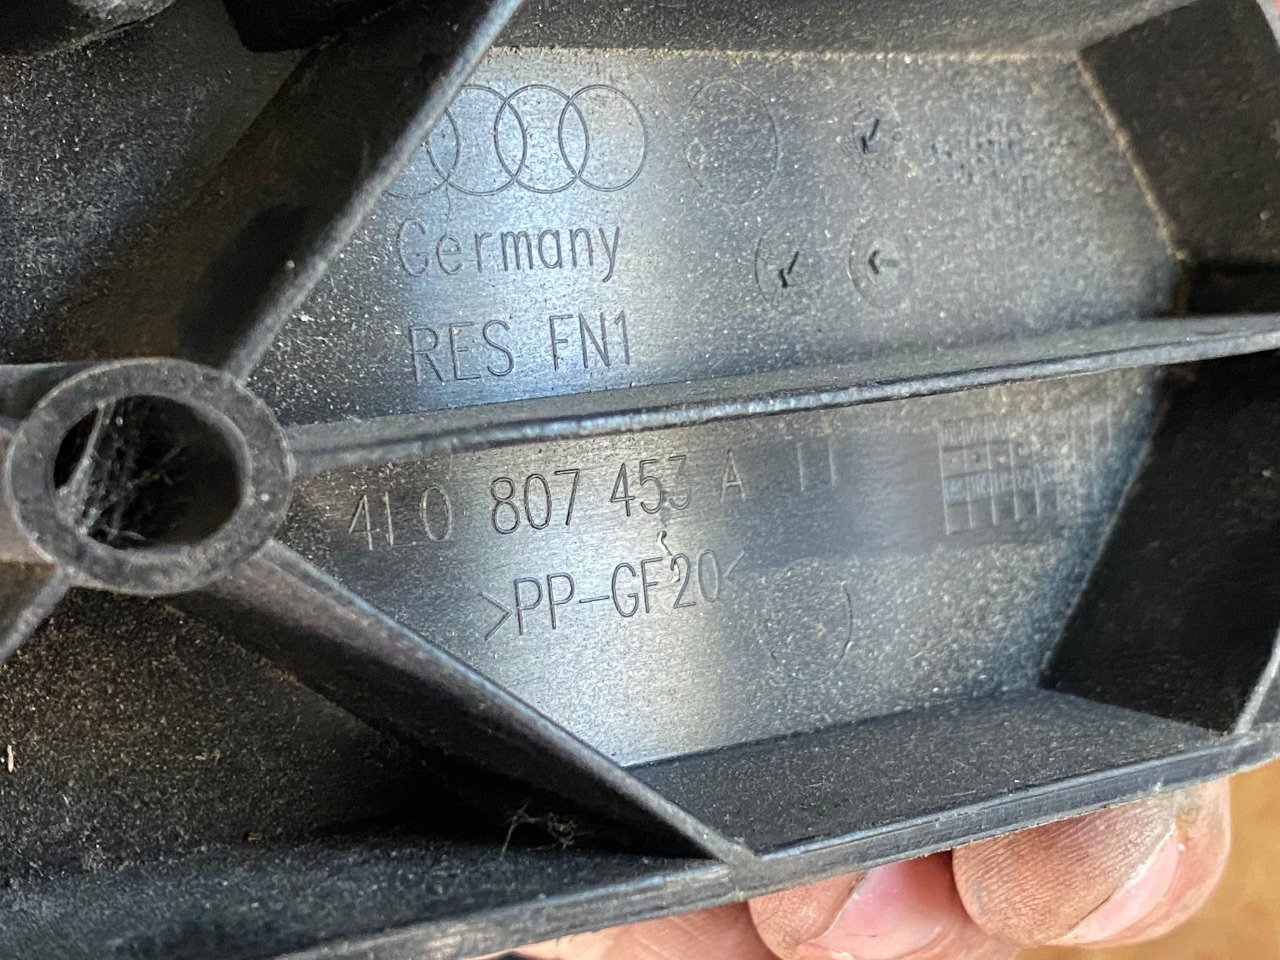 Germany
RES FN1
4L0 807 453 A
>PP-GF20<